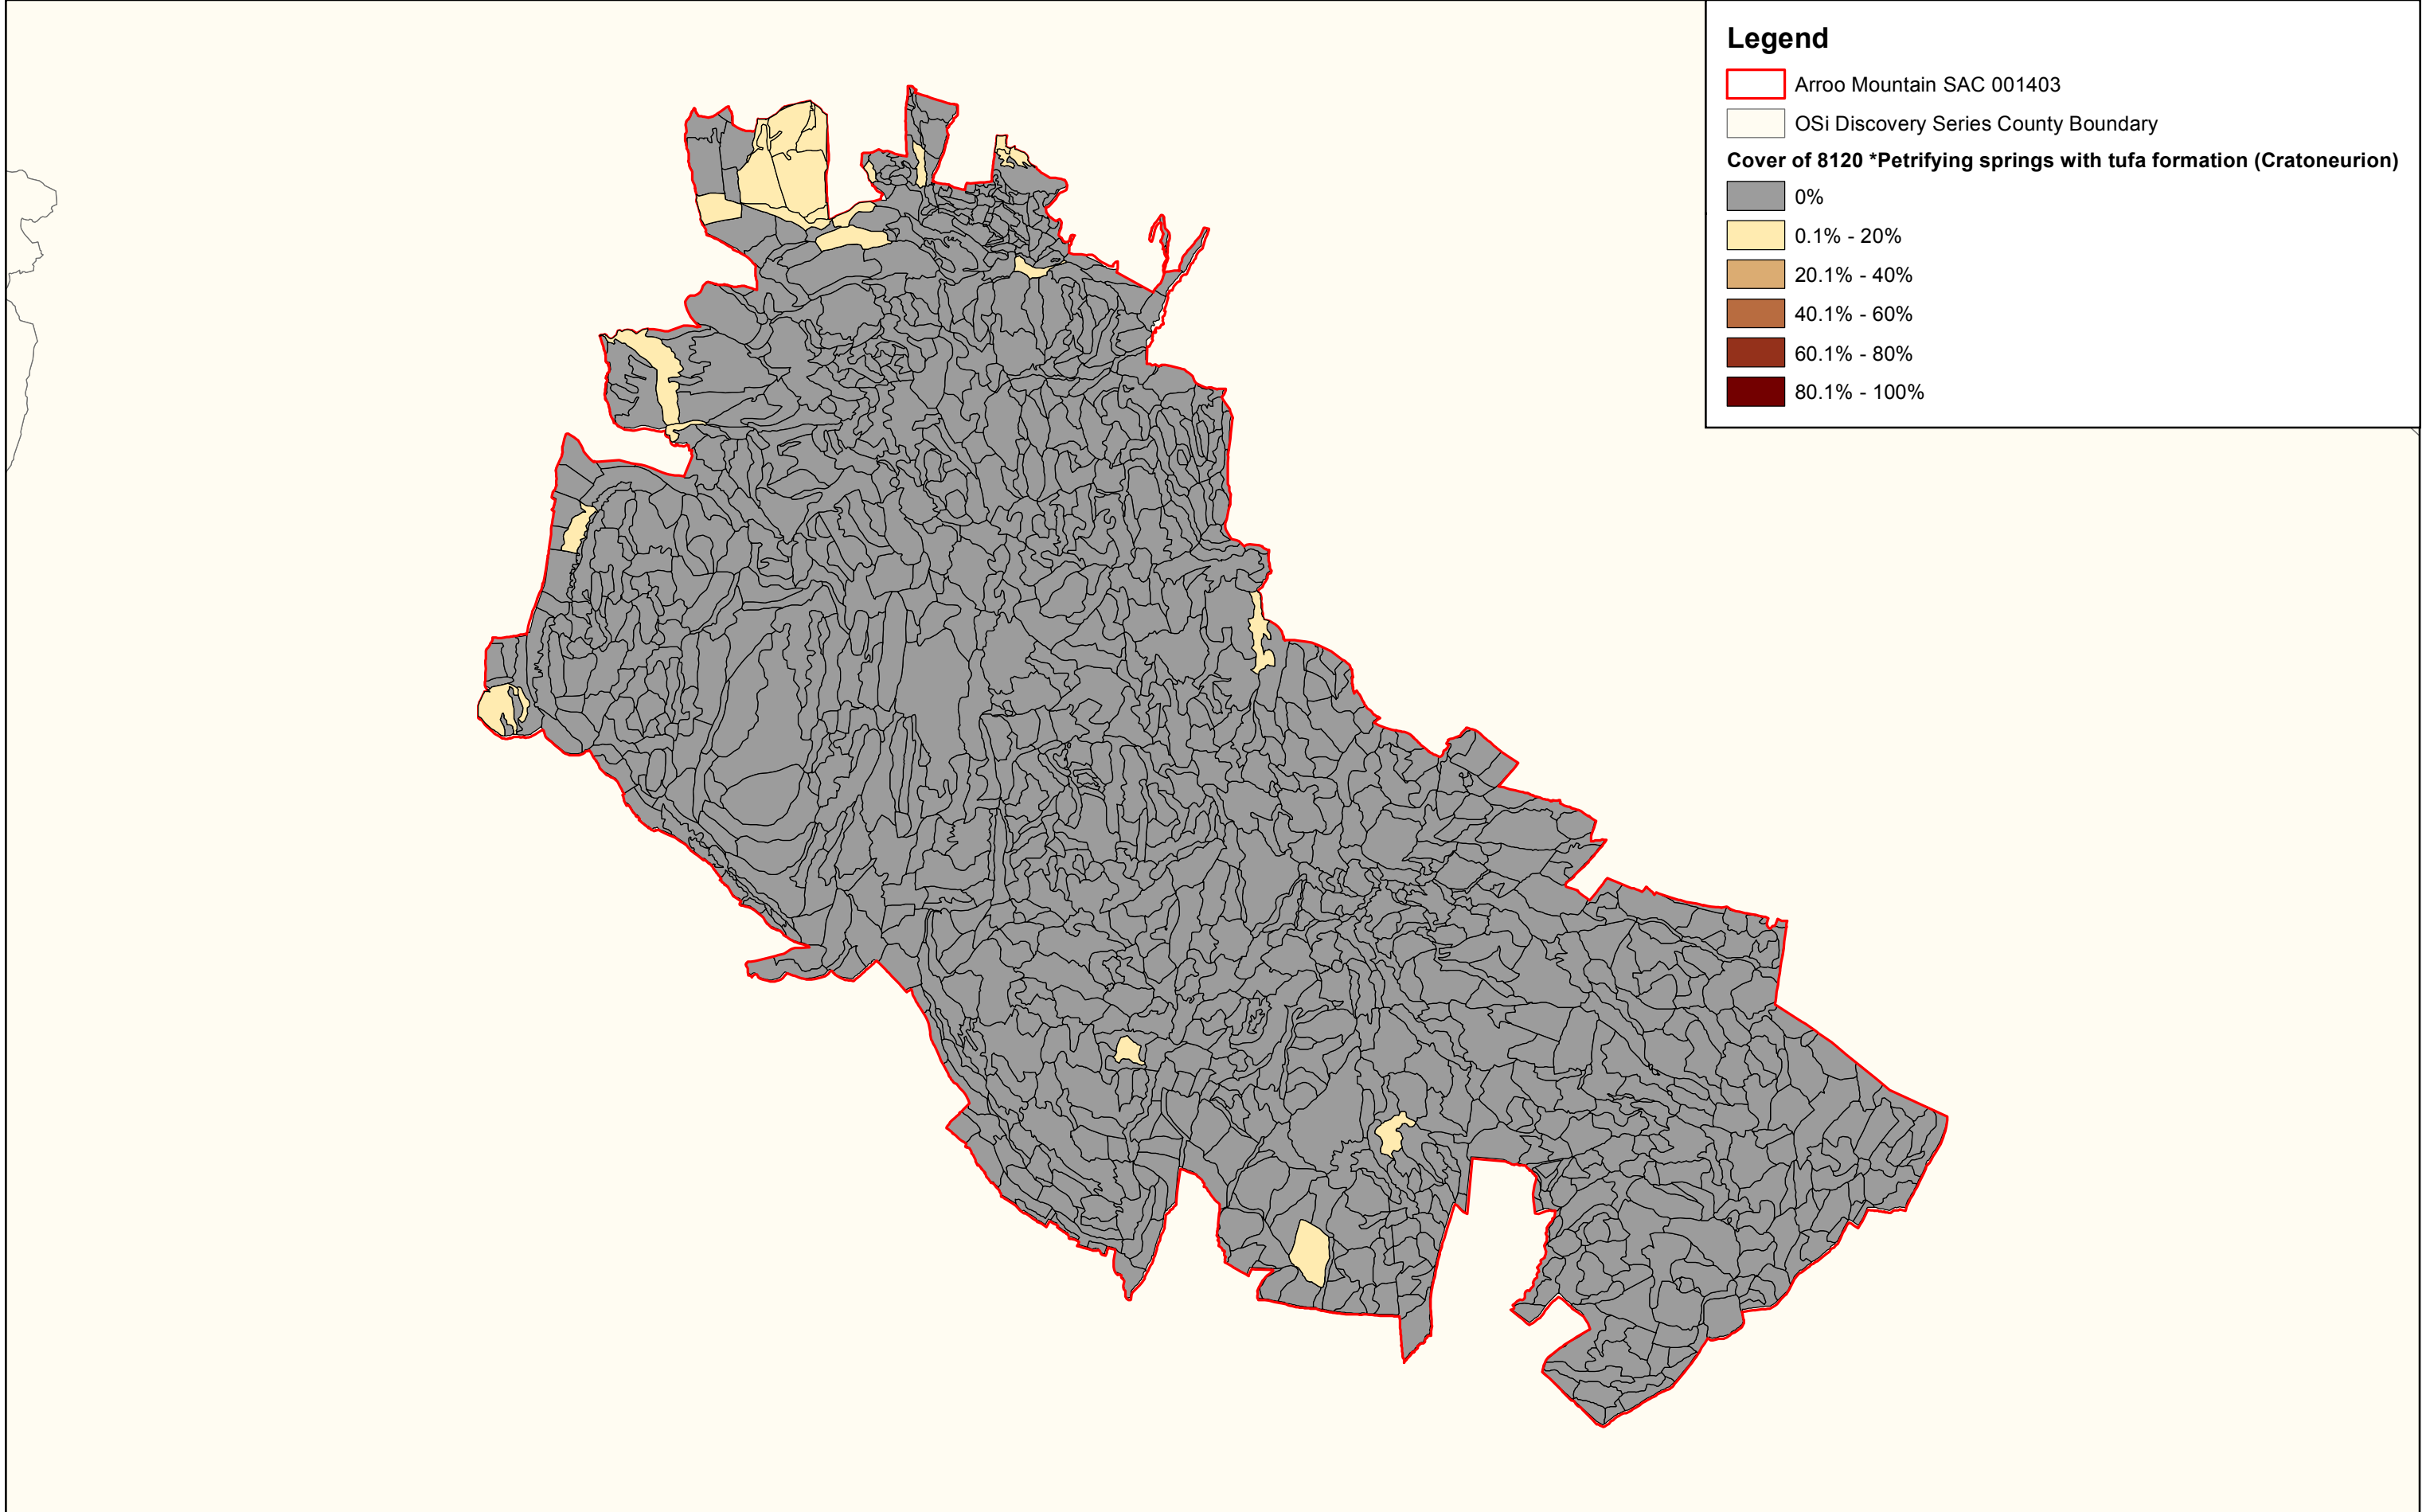 Legend
Arroo Mountain SAC 001403
OSi Discovery Series County Boundary
Cover of 8120 *Petrifying springs with tufa formation (Cratoneurion)
0%
0.1% - 20%
20.1% - 40%
40.1% - 60%
60.1% - 80%
80.1% - 100%